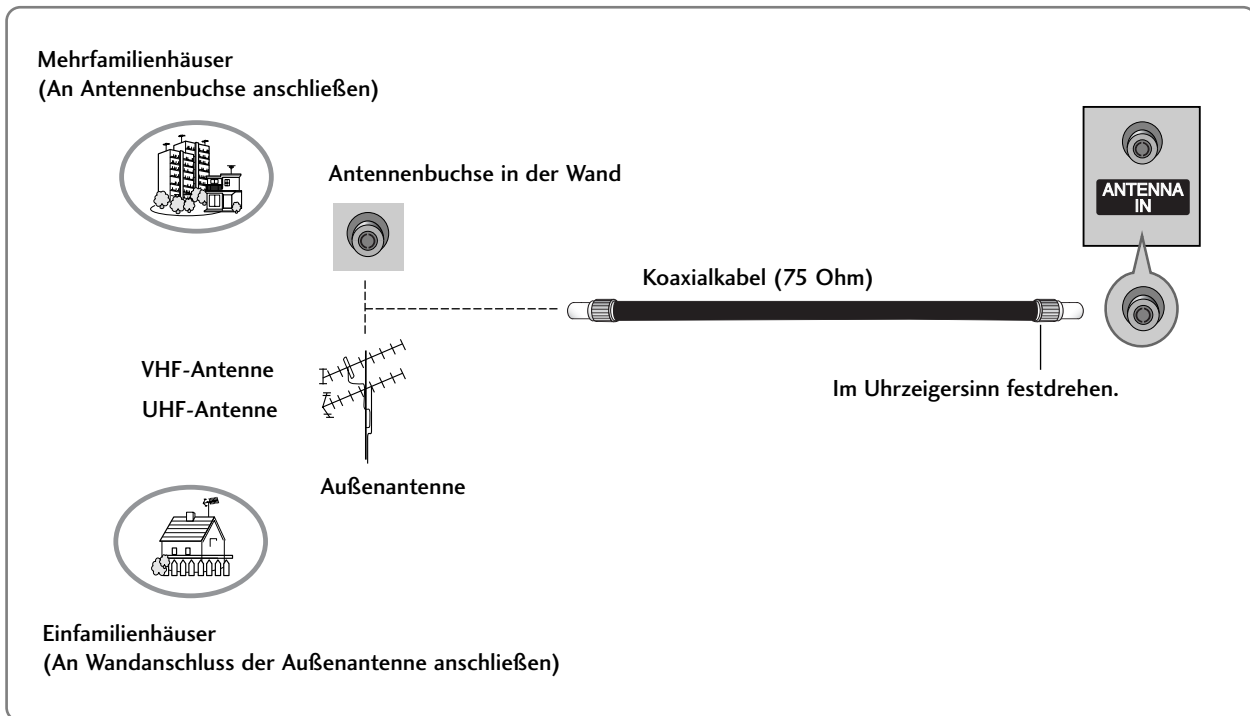 Mehrfamilienhäuser
(An Antennenbuchse anschließen)
Antennenbuchse in der Wand
ANTENNA
IN
Koaxialkabel (75 Ohm)
VHF-Antenne
UHF-Antenne
Im Uhrzeigersinn festdrehen.
Außenantenne
Einfamilienhäuser
(An Wandanschluss der Außenantenne anschließen)